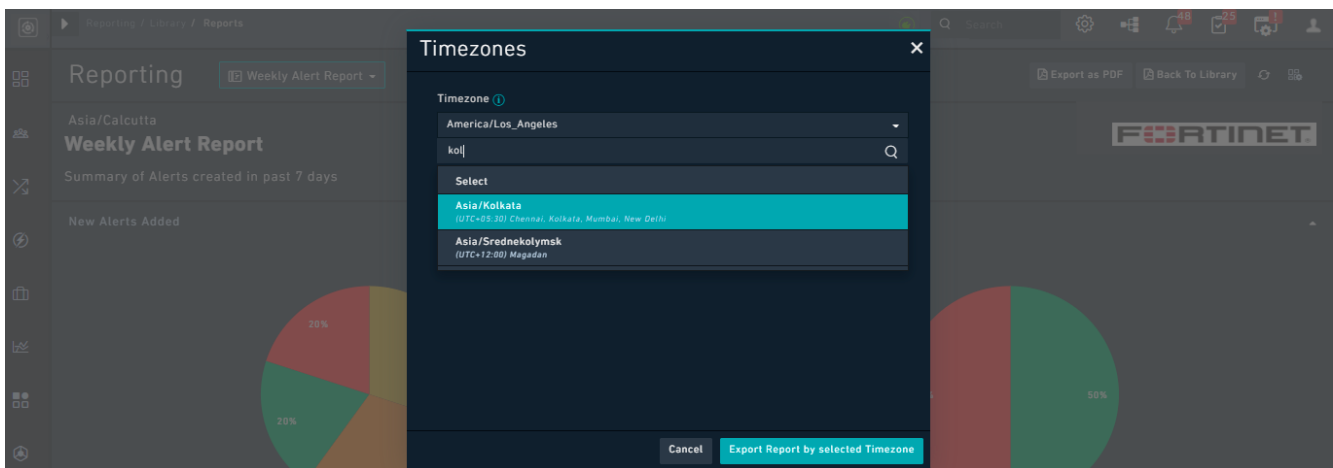 Reporting / Library / Reports
Search
48
25
!
Timezones
Reporting
Weekly Alert Report
Export as PDF
Back To Library
Timezone
America/Los_Angeles
kol
Select
Asia/Kolkata
(UTC+05:30) Chennai, Kolkata, Mumbai, New Delhi
Asia/Srednekolymsk
(UTC+12:00) Magadan
Asia/Calcutta
Weekly Alert Report
FORTINET
Summary of Alerts created in past 7 days
New Alerts Added
20%
20%
50%
Cancel
Export Report by selected Timezone